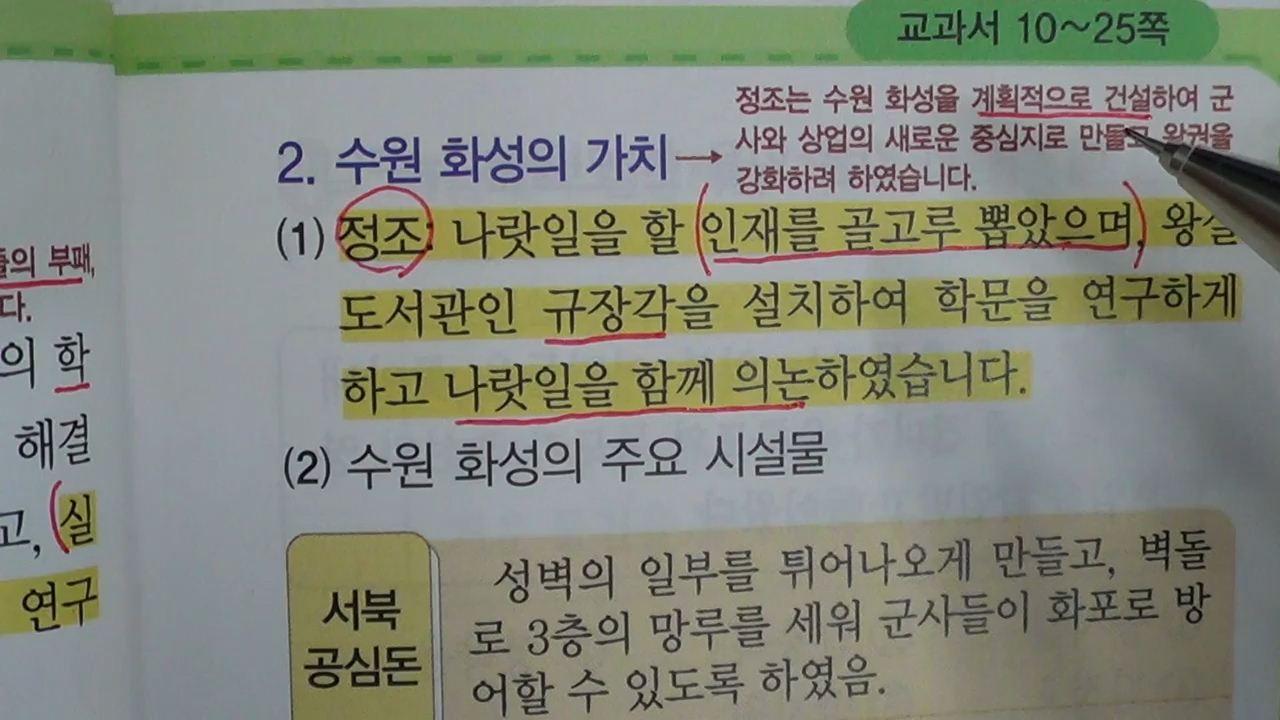 교과서 10~25쪽
2. 수원 화성의 가치
정조는 수원 화성을 계획적으로 건설하여 군
사와 상업의 새로운 중심지로 만들고 왕권을
강화하려 하였습니다.
(1) 정조: 나랏일을 할 인재를 골고루 뽑았으며, 왕실
도서관인 규장각을 설치하여 학문을 연구하게
하고 나랏일을 함께 의논하였습니다.
(2) 수원 화성의 주요 시설물
서북
공심돈
성벽의 일부를 튀어나오게 만들고, 벽돌
로 3층의 망루를 세워 군사들이 화포로 방
어할 수 있도록 하였음.
들의 부패,
다.
의 학
해결
고, 실
연구